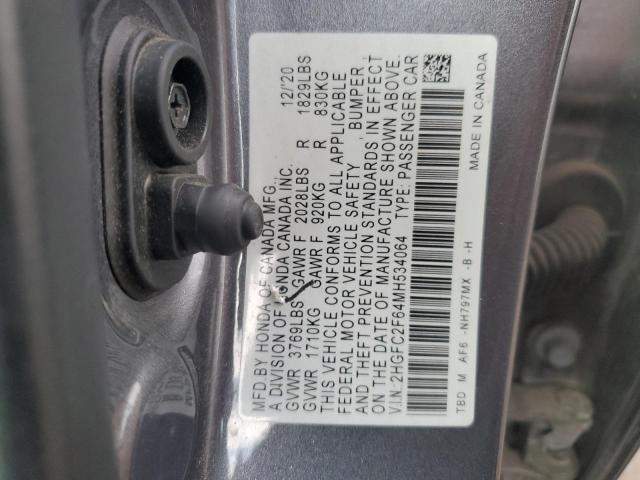 MFD. BY HONDA OF CANADA MFG., 12/'20
A DIVISION OF HONDA CANADA INC.
GVWR 3769LBS GAWR F 2028LBS R 1829LBS
GVWR 1710KG GAWR F 920KG R 830KG
THIS VEHICLE CONFORMS TO ALL APPLICABLE
FEDERAL MOTOR VEHICLE SAFETY, BUMPER,
AND THEFT PREVENTION STANDARDS, IN EFFECT
ON THE DATE OF MANUFACTURE SHOWN ABOVE.
V.I.N.: 2HGFC2F64MH534064 TYPE: PASSENGER CAR
TBD M AF6 -NH797MX -B -H MADE IN CANADA